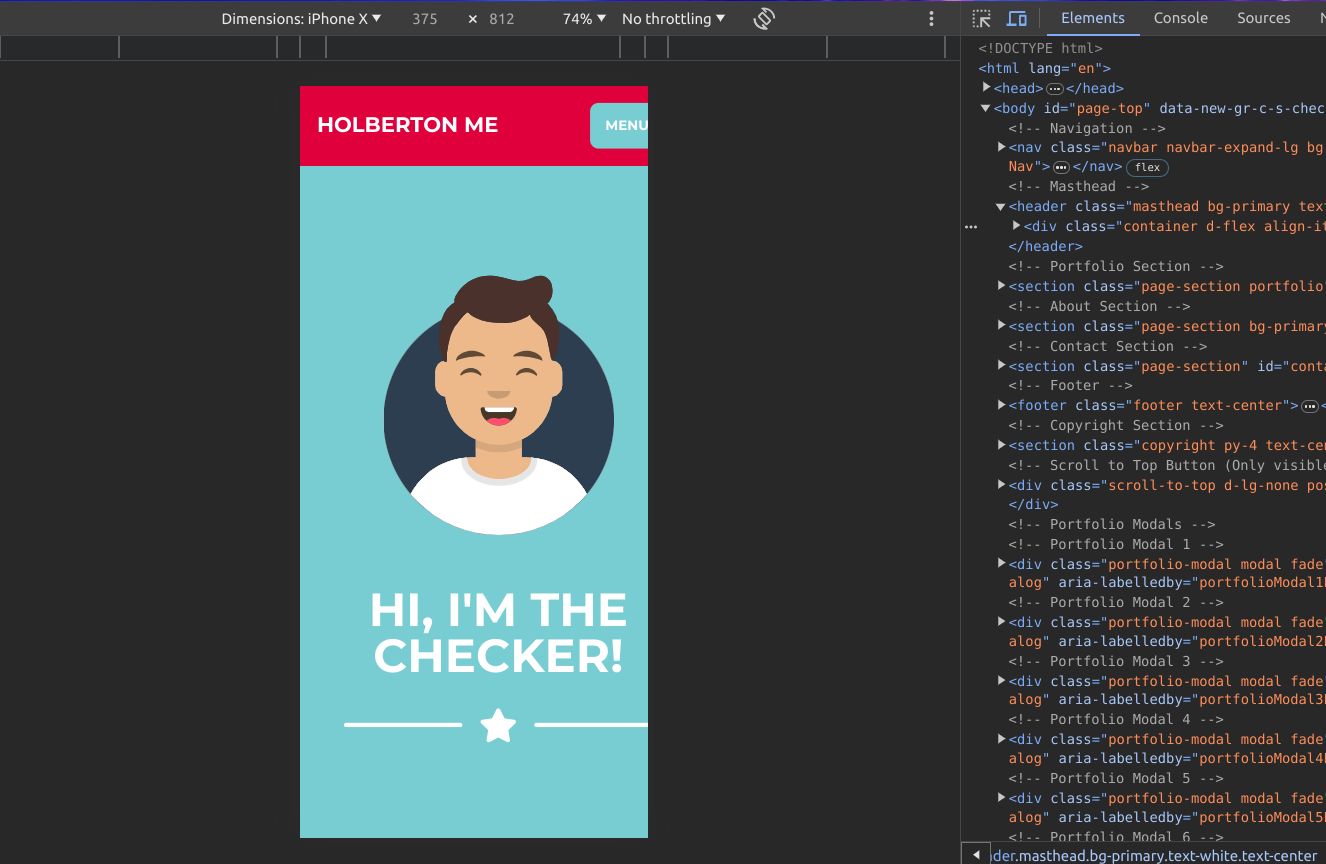 Dimensions: iPhone X ▼ 375 × 812 74% ▼ No throttling ▼
Elements Console Sources
HOLBERTON ME
MENU
HI, I'M THE
CHECKER!
<!DOCTYPE html>
<html lang="en">
<head> ••• </head>
<body id="page-top" data-new-gr-c-s-chec
<!-- Navigation -->
<nav class="navbar navbar-expand-lg bg
Nav"> ••• </nav> flex
<!-- Masthead -->
<header class="masthead bg-primary tex
<div class="container d-flex align-it
</header>
<!-- Portfolio Section -->
<section class="page-section portfolio"
<!-- About Section -->
<section class="page-section bg-primary
<!-- Contact Section -->
<section class="page-section" id="conta
<!-- Footer -->
<footer class="footer text-center"> ••• <
<!-- Copyright Section -->
<section class="copyright py-4 text-cen
<!-- Scroll to Top Button (Only visible
<div class="scroll-to-top d-lg-none pos
</div>
<!-- Portfolio Modals -->
<!-- Portfolio Modal 1 -->
<div class="portfolio-modal modal fade"
alog" aria-labelledby="portfolioModal1
<!-- Portfolio Modal 2 -->
<div class="portfolio-modal modal fade"
alog" aria-labelledby="portfolioModal2
<!-- Portfolio Modal 3 -->
<div class="portfolio-modal modal fade"
alog" aria-labelledby="portfolioModal3
<!-- Portfolio Modal 4 -->
<div class="portfolio-modal modal fade"
alog" aria-labelledby="portfolioModal4
<!-- Portfolio Modal 5 -->
<div class="portfolio-modal modal fade"
alog" aria-labelledby="portfolioModal5
<!-- Portfolio Modal 6 -->
der.masthead.bg-primary.text-white.text-center